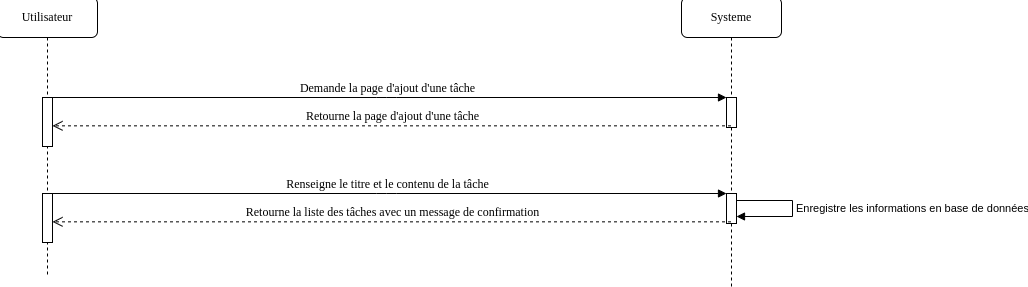 Utilisateur
Systeme
Demande la page d'ajout d'une tâche
Retourne la page d'ajout d'une tâche
Renseigne le titre et le contenu de la tâche
Enregistre les informations en base de données
Retourne la liste des tâches avec un message de confirmation